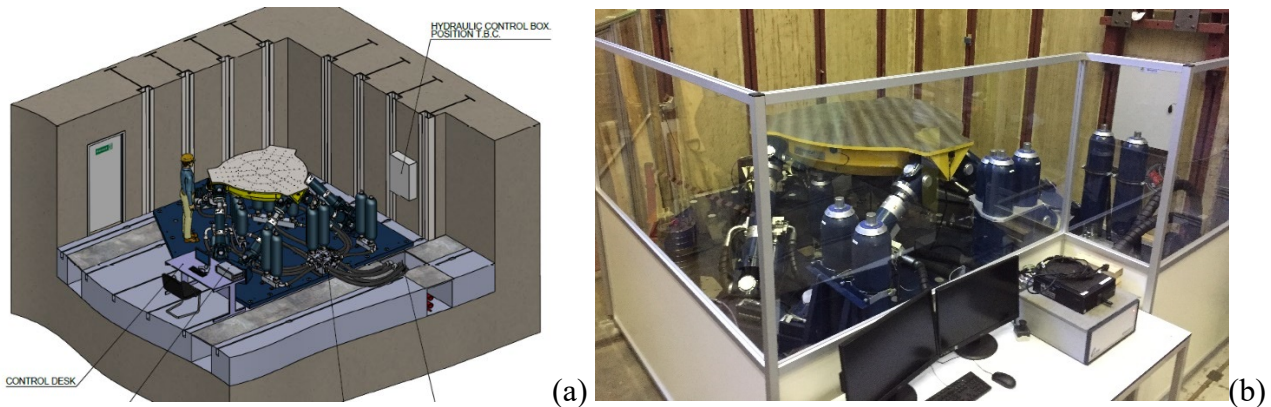 HYDRAULIC CONTROL BOX.
POSITION T.B.C.
CONTROL DESK
(a)
(b)